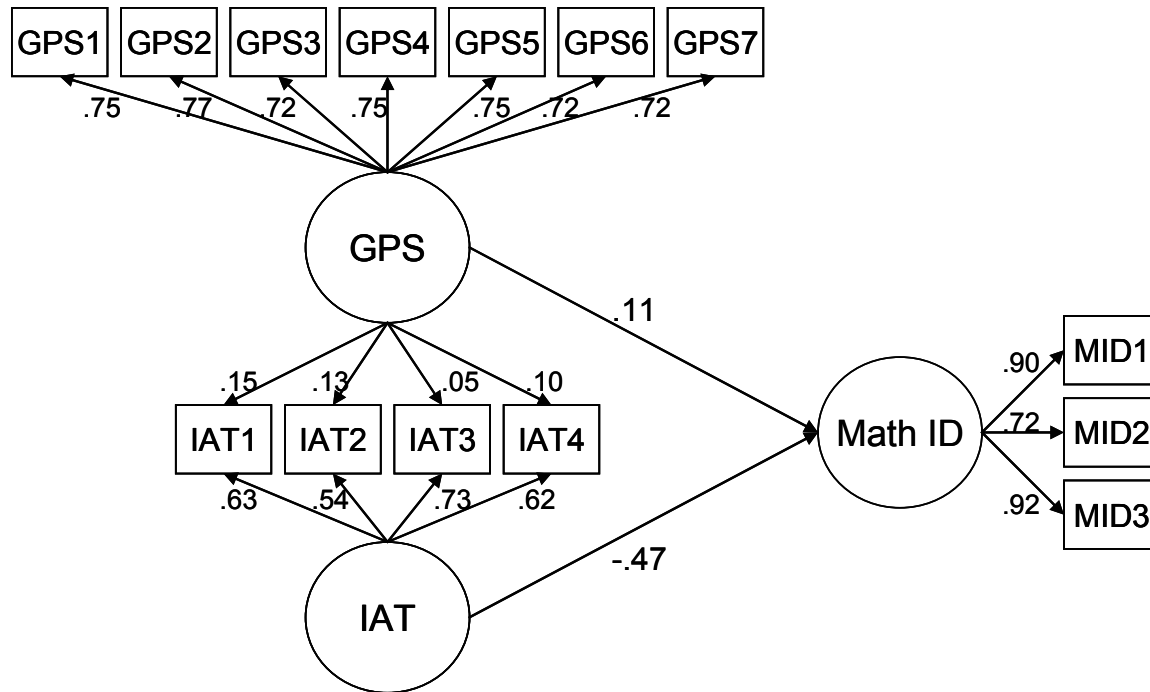 GPS1 GPS2 GPS3 GPS4 GPS5 GPS6 GPS7
.75 .77 .72 .75 .75 .72 .72
GPS
.11
.15 .13 .05 .10
IAT1 IAT2 IAT3 IAT4
.63 .54 .73 .62
IAT
-.47
Math ID
.90
MID1
.72
MID2
.92
MID3